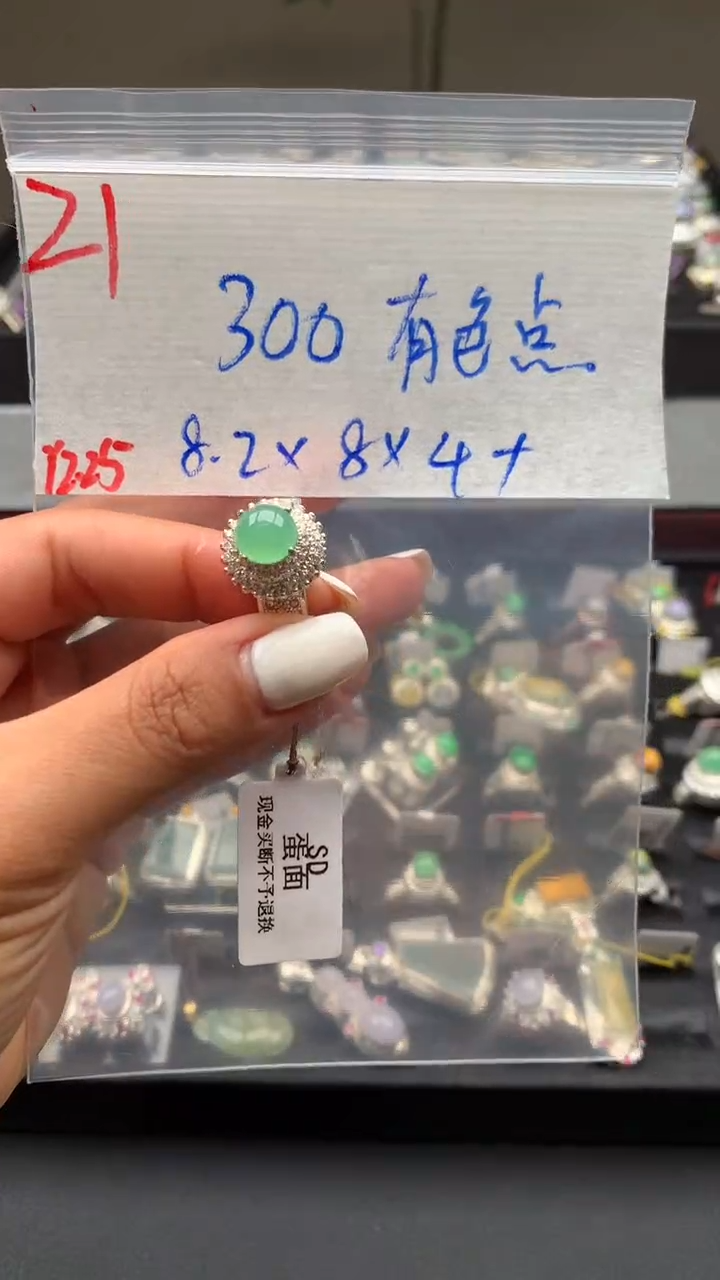 21
300 有色点.
12.25 8.2×8×4+
SD
蛋面
现金买断不予退换